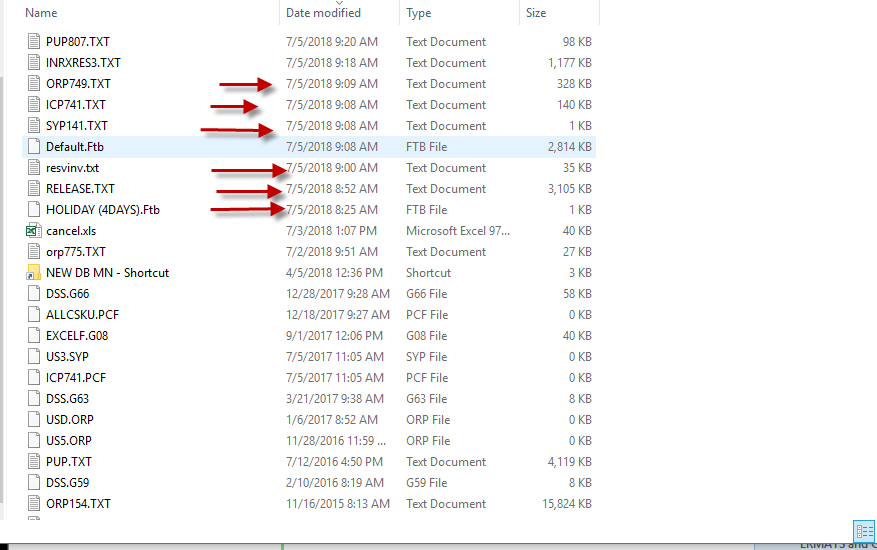 Name Date modified Type Size
PUP807.TXT 7/5/2018 9:20 AM Text Document 98 KB
INRXRES3.TXT 7/5/2018 9:18 AM Text Document 1,177 KB
ORP749.TXT 7/5/2018 9:09 AM Text Document 328 KB
ICP741.TXT 7/5/2018 9:08 AM Text Document 140 KB
SYP141.TXT 7/5/2018 9:08 AM Text Document 1 KB
Default.Ftb 7/5/2018 9:08 AM FTB File 2,814 KB
resvinv.txt 7/5/2018 9:00 AM Text Document 35 KB
RELEASE.TXT 7/5/2018 8:52 AM Text Document 3,105 KB
HOLIDAY (4DAYS).Ftb 7/5/2018 8:25 AM FTB File 1 KB
cancel.xls 7/3/2018 1:07 PM Microsoft Excel 97... 40 KB
orp775.TXT 7/2/2018 9:51 AM Text Document 27 KB
NEW DB MN - Shortcut 4/5/2018 12:36 PM Shortcut 3 KB
DSS.G66 12/28/2017 9:28 AM G66 File 58 KB
ALLCSKU.PCF 12/18/2017 9:27 AM PCF File 0 KB
EXCELF.G08 9/1/2017 12:06 PM G08 File 40 KB
US3.SYP 7/5/2017 11:05 AM SYP File 0 KB
ICP741.PCF 7/5/2017 11:05 AM PCF File 0 KB
DSS.G63 3/21/2017 9:38 AM G63 File 8 KB
USD.ORP 1/6/2017 8:52 AM ORP File 0 KB
US5.ORP 11/28/2016 11:59 ... ORP File 0 KB
PUP.TXT 7/12/2016 4:50 PM Text Document 4,119 KB
DSS.G59 2/10/2016 8:19 AM G59 File 8 KB
ORP154.TXT 11/16/2015 8:13 AM Text Document 15,824 KB